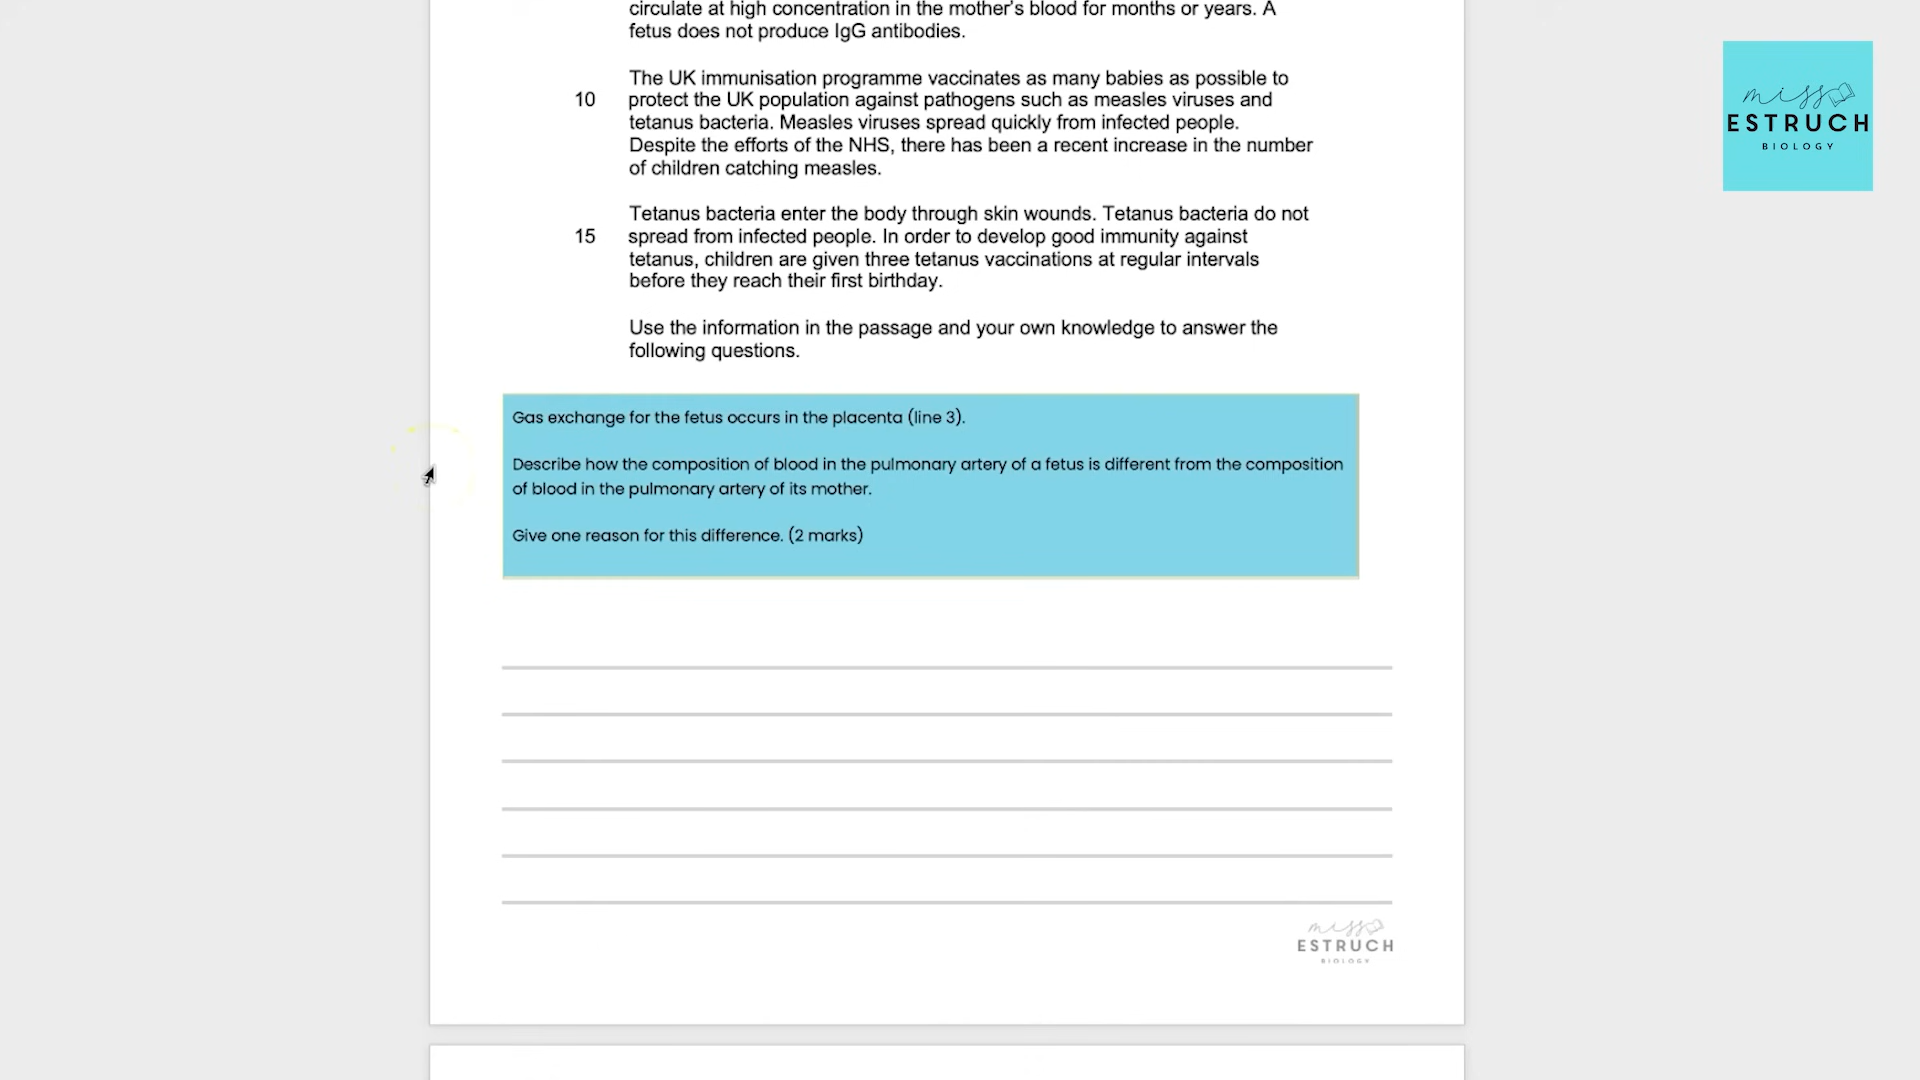 circulate at high concentration in the mother's blood for months or years. A
fetus does not produce IgG antibodies.
The UK immunisation programme vaccinates as many babies as possible to
10 protect the UK population against pathogens such as measles viruses and
tetanus bacteria. Measles viruses spread quickly from infected people.
Despite the efforts of the NHS, there has been a recent increase in the number
of children catching measles.
Tetanus bacteria enter the body through skin wounds. Tetanus bacteria do not
15 spread from infected people. In order to develop good immunity against
tetanus, children are given three tetanus vaccinations at regular intervals
before they reach their first birthday.
Use the information in the passage and your own knowledge to answer the
following questions.
Gas exchange for the fetus occurs in the placenta (line 3).
Describe how the composition of blood in the pulmonary artery of a fetus is different from the composition
of blood in the pulmonary artery of its mother.
Give one reason for this difference. (2 marks)
miss
ESTRUCH
BIOLOGY
miss
ESTRUCH
BIOLOGY